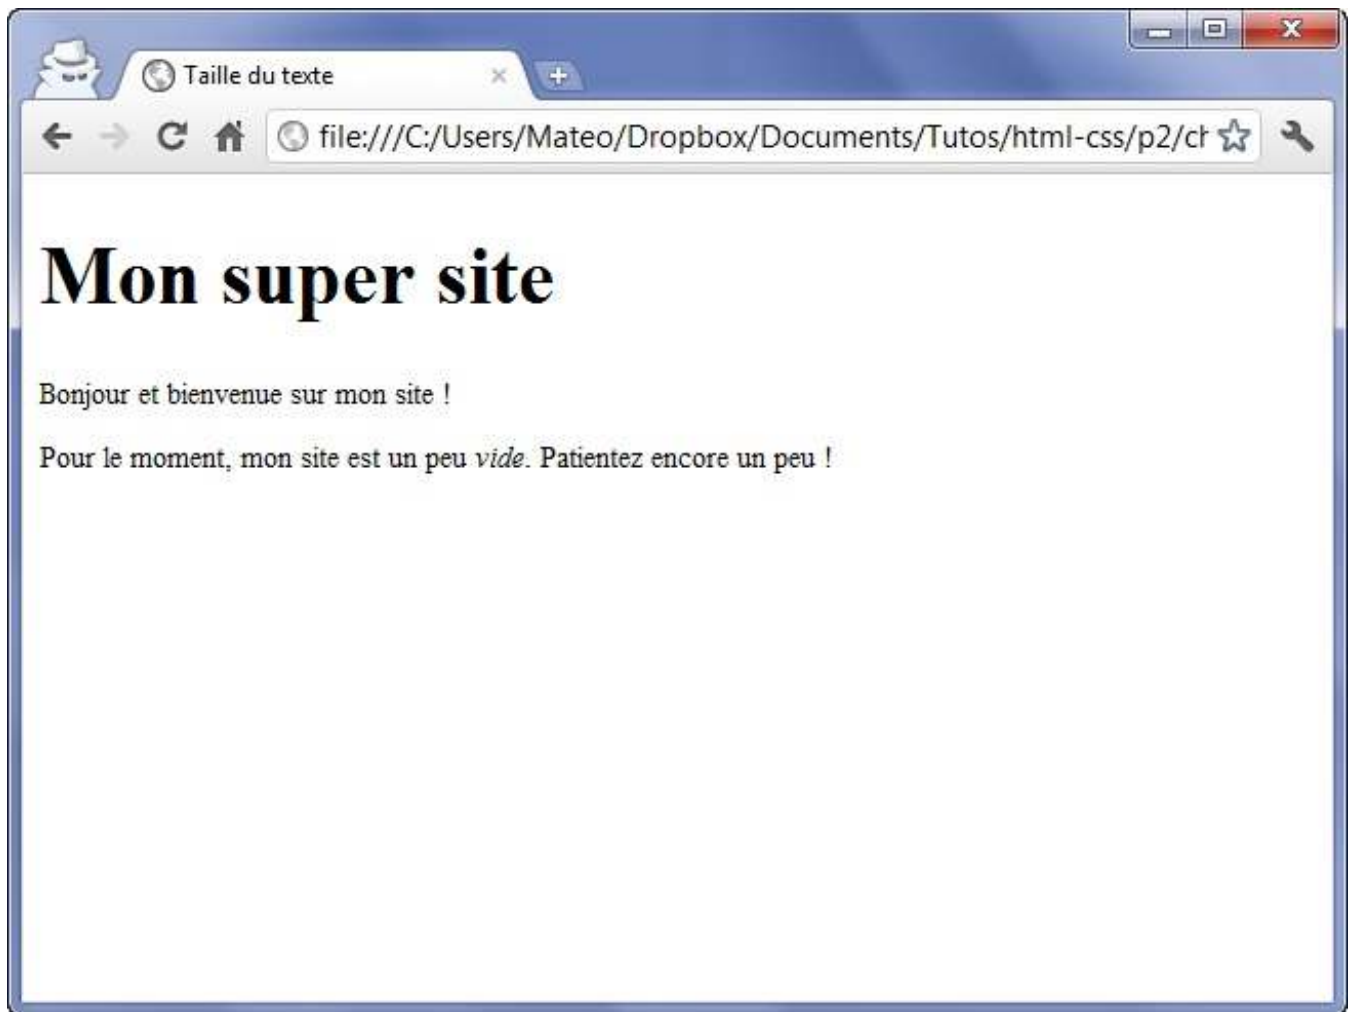 Taille du texte
file:///C:/Users/Mateo/Dropbox/Documents/Tutos/html-css/p2/ch
Mon super site
Bonjour et bienvenue sur mon site !
Pour le moment, mon site est un peu vide. Patientez encore un peu !